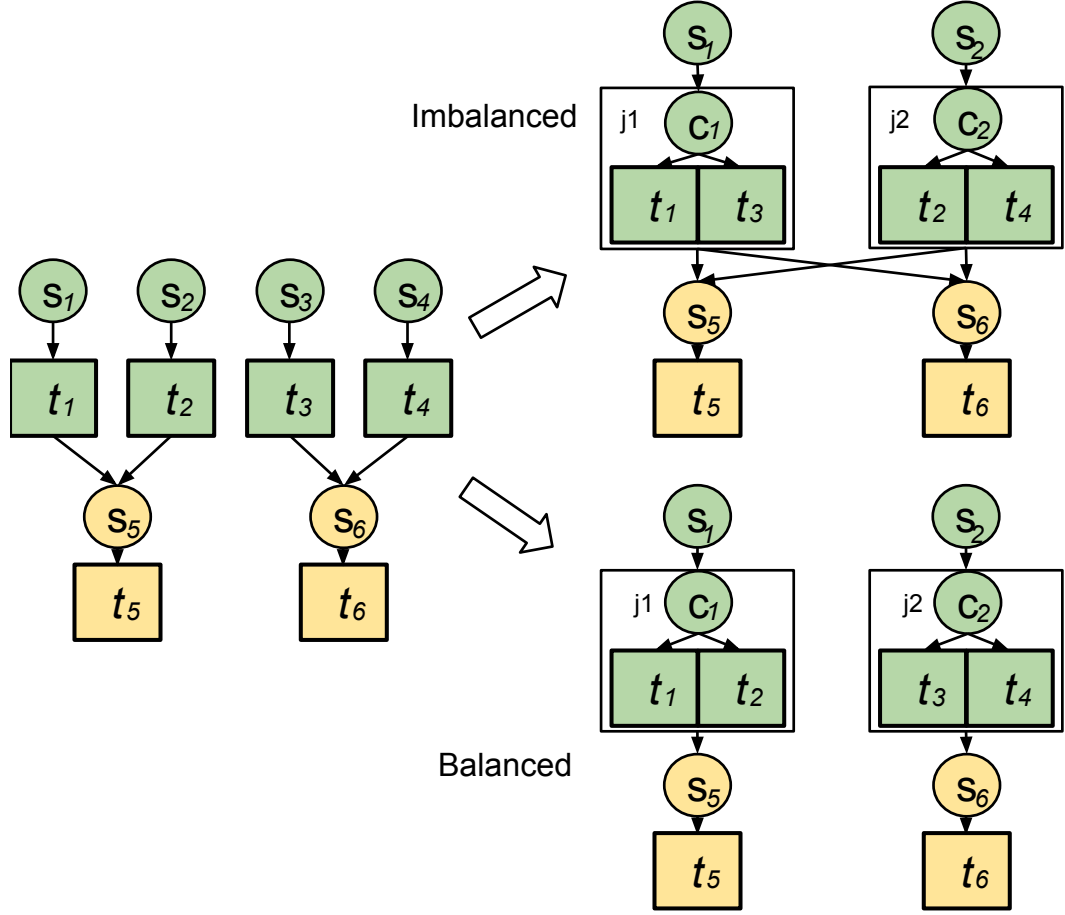 s1 s2
Imbalanced
j1 c1 j2 c2
t1 t3 t2 t4
s1 s2 s3 s4
s5 s6
t1 t2 t3 t4
t5 t6
s5 s6
s1 s2
t5 t6
j1 c1 j2 c2
t1 t2 t3 t4
Balanced
s5 s6
t5 t6